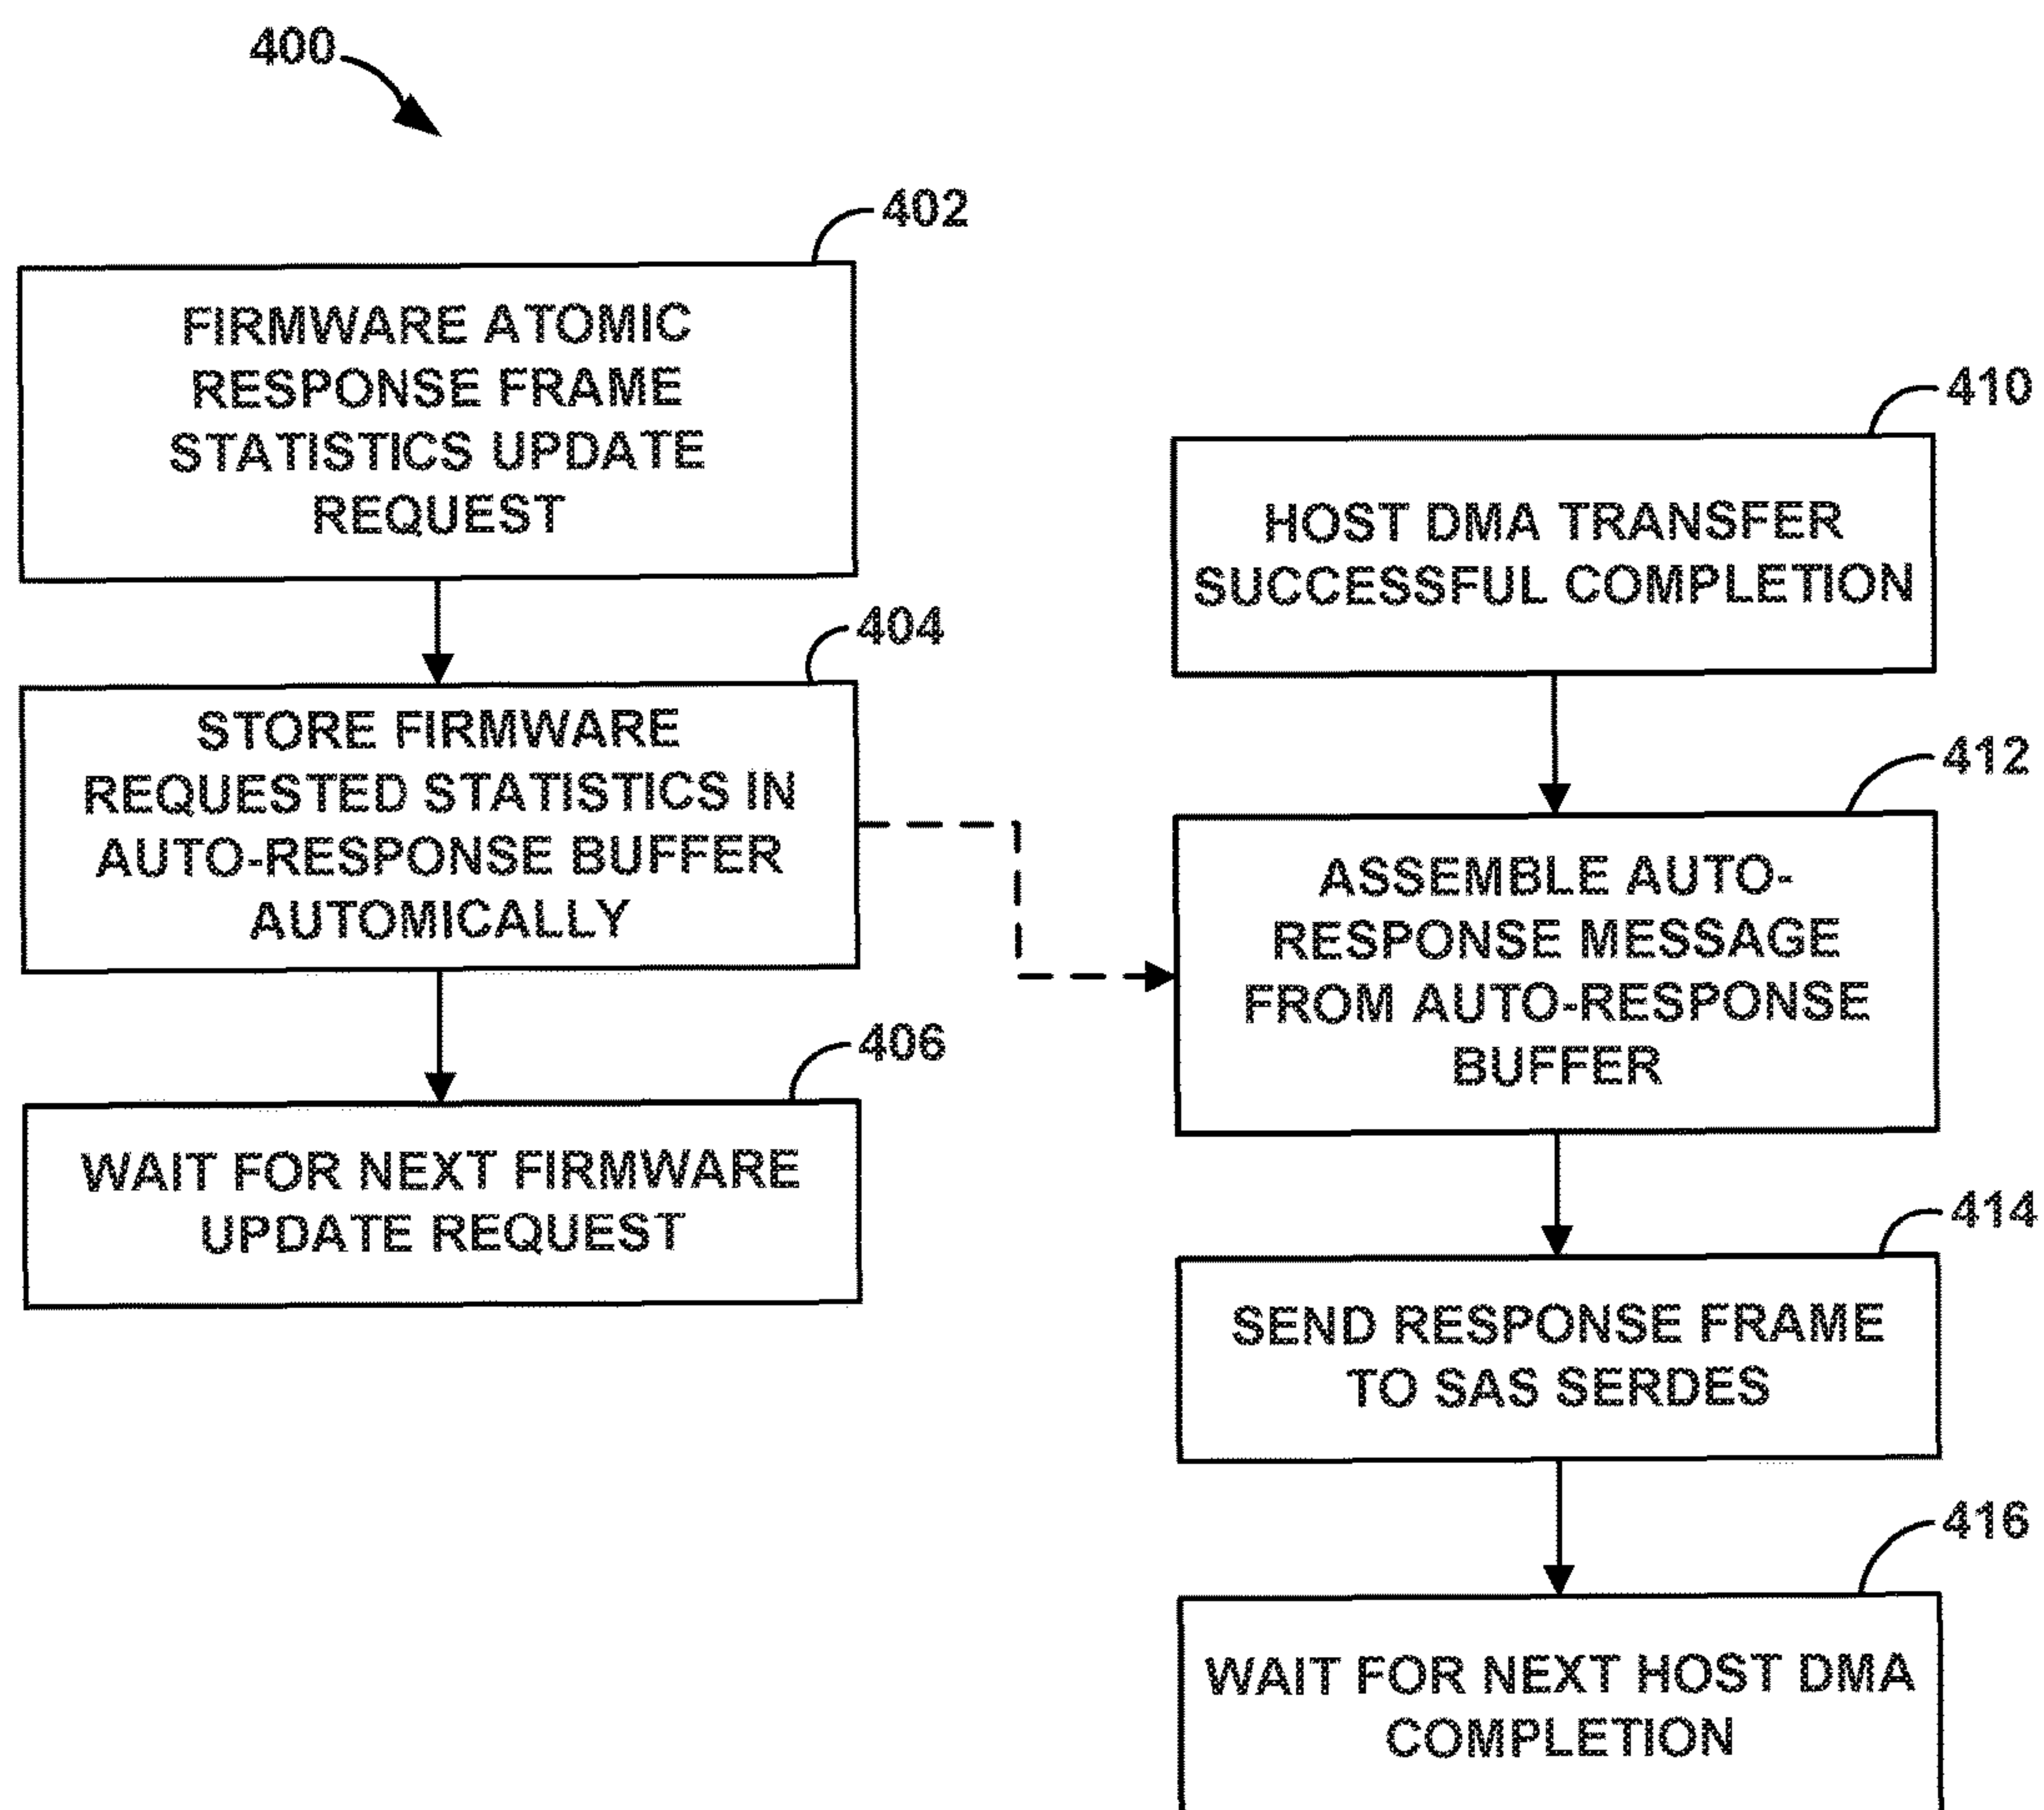 400
402
FIRMWARE ATOMIC
RESPONSE FRAME
STATISTICS UPDATE
REQUEST
404
STORE FIRMWARE
REQUESTED STATISTICS IN
AUTO-RESPONSE BUFFER
AUTOMICALLY
406
WAIT FOR NEXT FIRMWARE
UPDATE REQUEST
410
HOST DMA TRANSFER
SUCCESSFUL COMPLETION
412
ASSEMBLE AUTO-
RESPONSE MESSAGE
FROM AUTO-RESPONSE
BUFFER
414
SEND RESPONSE FRAME
TO SAS SERDES
416
WAIT FOR NEXT HOST DMA
COMPLETION